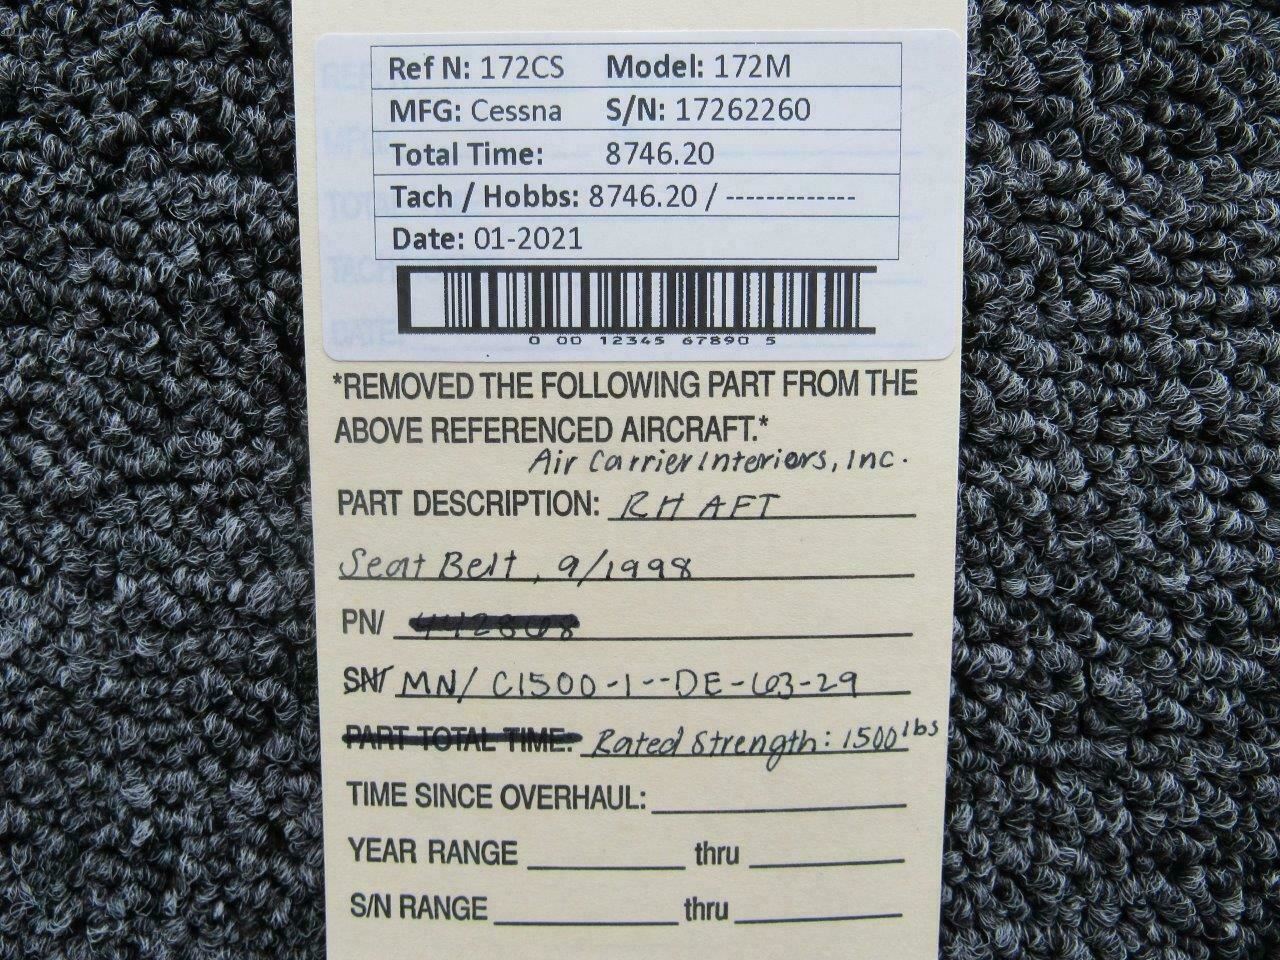 Ref N: 172CS Model: 172M
MFG: Cessna S/N: 17262260
Total Time: 8746.20
Tach / Hobbs: 8746.20 / -------------
Date: 01-2021
0 00 12345 67890 5
*REMOVED THE FOLLOWING PART FROM THE
ABOVE REFERENCED AIRCRAFT.*
Air Carrier Interiors, Inc.
PART DESCRIPTION: RH AFT
Seat Belt, 9/1998
PN/
SN/ MN/ C1500-1--DE-63-29
PART TOTAL TIME: Rated Strength: 1500 lbs
TIME SINCE OVERHAUL:
YEAR RANGE thru
S/N RANGE thru